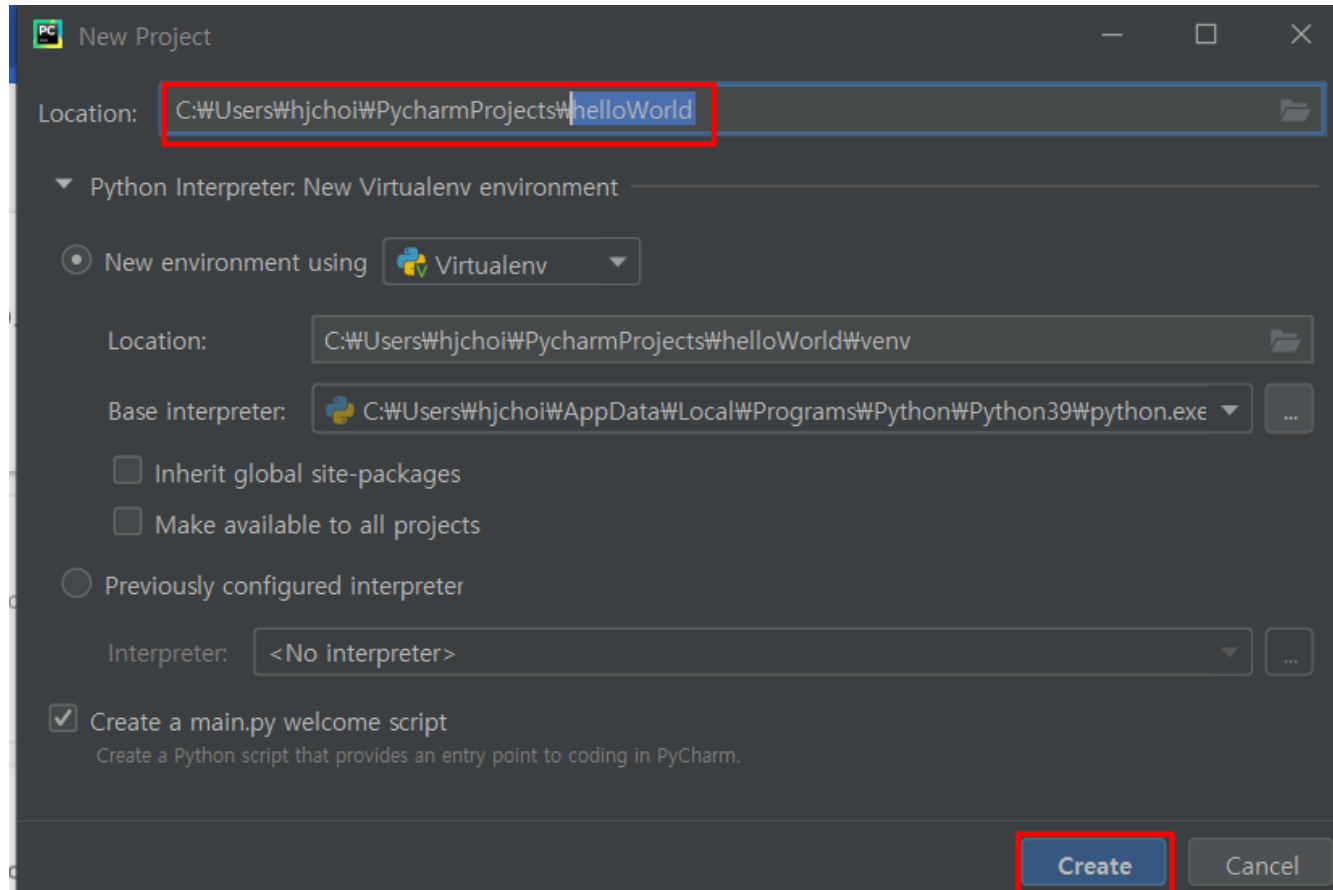 PC New Project
Location: C:₩Users₩hjchoi₩PycharmProjects₩helloWorld
Python Interpreter: New Virtualenv environment
New environment using Virtualenv
Location: C:₩Users₩hjchoi₩PycharmProjects₩helloWorld₩venv
Base interpreter: C:₩Users₩hjchoi₩AppData₩Local₩Programs₩Python₩Python39₩python.exe ...
Inherit global site-packages
Make available to all projects
Previously configured interpreter
Interpreter: <No interpreter> ...
Create a main.py welcome script
Create a Python script that provides an entry point to coding in PyCharm.
Create Cancel